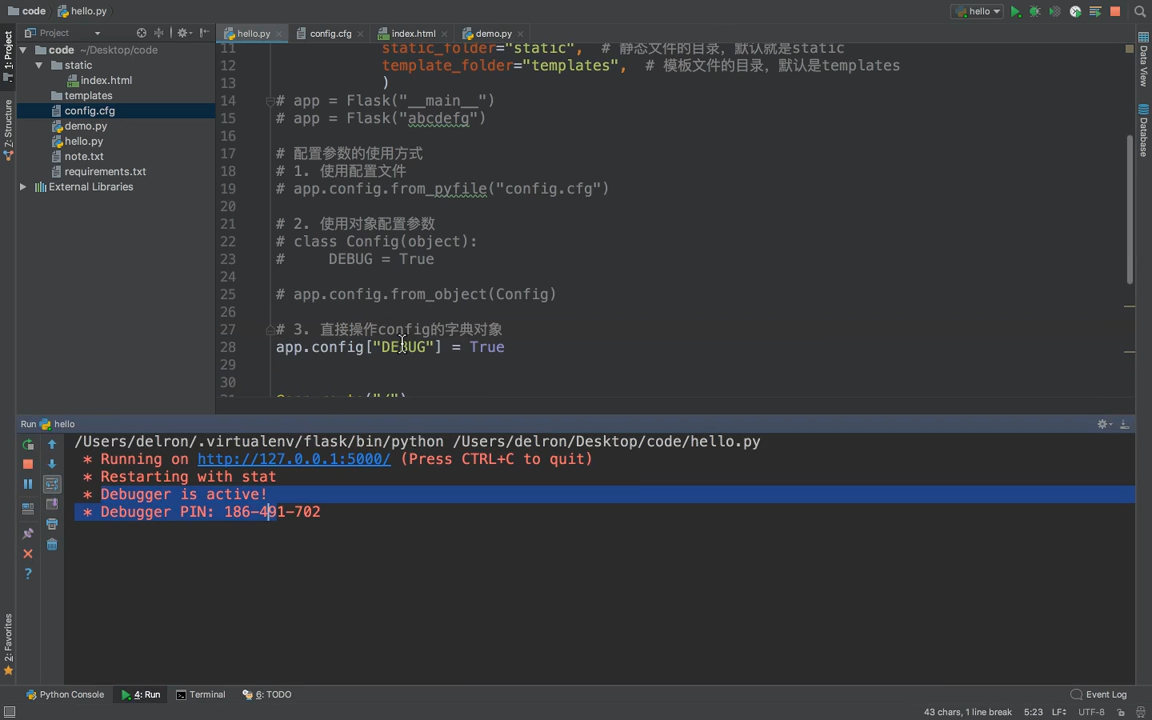 code hello.py
hello
hello.py config.cfg index.html demo.py
Project
code ~/Desktop/code
static
index.html
templates
config.cfg
demo.py
hello.py
note.txt
requirements.txt
External Libraries
1: Project
Z: Structure
2: Favorites
Data View
Database
11 static_folder="static", # 静态文件的目录，默认就是static
12 template_folder="templates", # 模板文件的目录，默认是templates
13 )
14 # app = Flask("__main__")
15 # app = Flask("abcdefg")
16
17 # 配置参数的使用方式
18 # 1. 使用配置文件
19 # app.config.from_pyfile("config.cfg")
20
21 # 2. 使用对象配置参数
22 # class Config(object):
23 # DEBUG = True
24
25 # app.config.from_object(Config)
26
27 # 3. 直接操作config的字典对象
28 app.config["DEBUG"] = True
29
30
Run hello
/Users/delron/.virtualenv/flask/bin/python /Users/delron/Desktop/code/hello.py
* Running on http://127.0.0.1:5000/ (Press CTRL+C to quit)
* Restarting with stat
* Debugger is active!
* Debugger PIN: 186-491-702
Python Console 4: Run Terminal 6: TODO Event Log
43 chars, 1 line break 5:23 LF÷ UTF-8